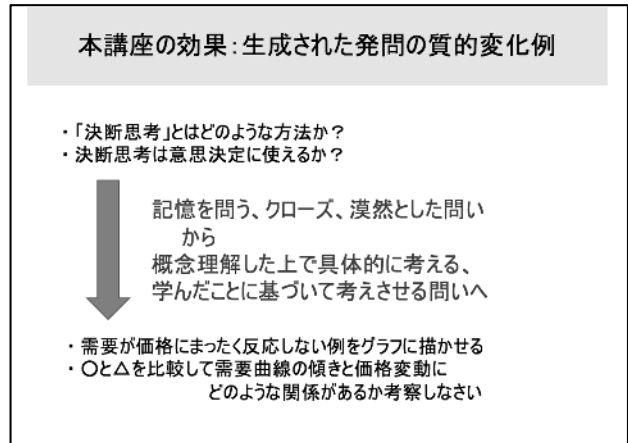 本講座の効果：生成された発問の質的変化例
・「決断思考」とはどのような方法か？
・決断思考は意思決定に使えるか？
記憶を問う、クローズ、漠然とした問い
から
概念理解した上で具体的に考える、
学んだことに基づいて考えさせる問いへ
・需要が価格にまったく反応しない例をグラフに描かせる
・〇と△を比較して需要曲線の傾きと価格変動に
どのような関係があるか考察しなさい